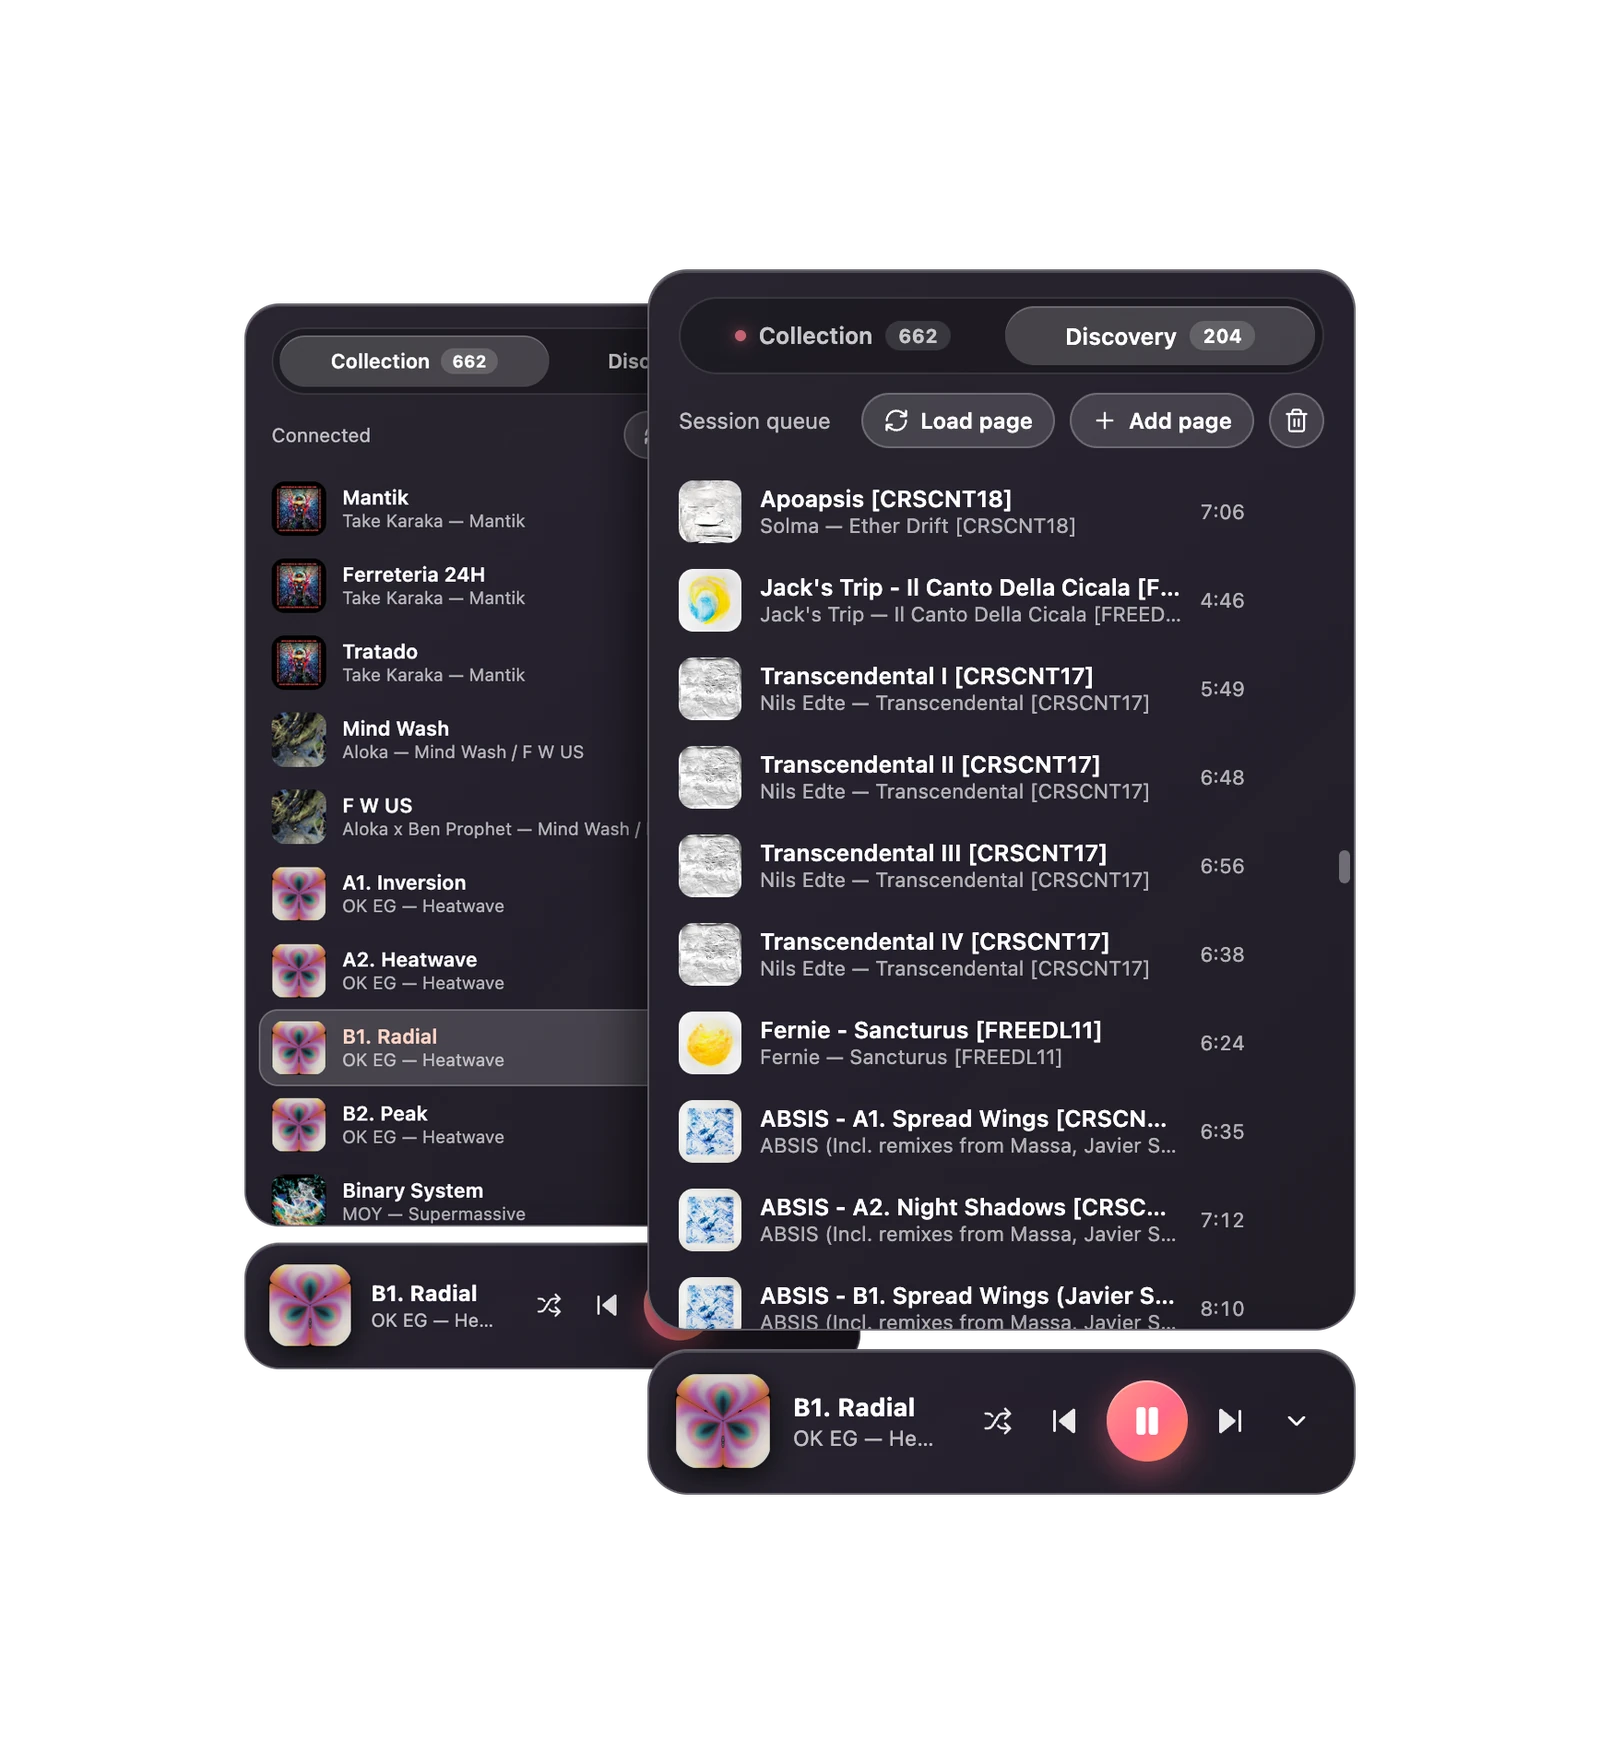 Collection 662
Disc
Connected
Mantik
Take Karaka — Mantik
Ferreteria 24H
Take Karaka — Mantik
Tratado
Take Karaka — Mantik
Mind Wash
Aloka — Mind Wash / F W US
F W US
Aloka x Ben Prophet — Mind Wash /
A1. Inversion
OK EG — Heatwave
A2. Heatwave
OK EG — Heatwave
B1. Radial
OK EG — Heatwave
B2. Peak
OK EG — Heatwave
Binary System
MOY — Supermassive
B1. Radial
OK EG — He...
Collection 662
Discovery 204
Session queue
Load page
Add page
Apoapsis [CRSCNT18]
Solma — Ether Drift [CRSCNT18]
7:06
Jack's Trip - Il Canto Della Cicala [F...
Jack's Trip — Il Canto Della Cicala [FREED...
4:46
Transcendental I [CRSCNT17]
Nils Edte — Transcendental [CRSCNT17]
5:49
Transcendental II [CRSCNT17]
Nils Edte — Transcendental [CRSCNT17]
6:48
Transcendental III [CRSCNT17]
Nils Edte — Transcendental [CRSCNT17]
6:56
Transcendental IV [CRSCNT17]
Nils Edte — Transcendental [CRSCNT17]
6:38
Fernie - Sancturus [FREEDL11]
Fernie — Sancturus [FREEDL11]
6:24
ABSIS - A1. Spread Wings [CRSCN...
ABSIS (Incl. remixes from Massa, Javier S...
6:35
ABSIS - A2. Night Shadows [CRSC...
ABSIS (Incl. remixes from Massa, Javier S...
7:12
ABSIS - B1. Spread Wings (Javier S...
ABSIS (Incl. remixes from Massa, Javier S...
8:10
B1. Radial
OK EG — He...